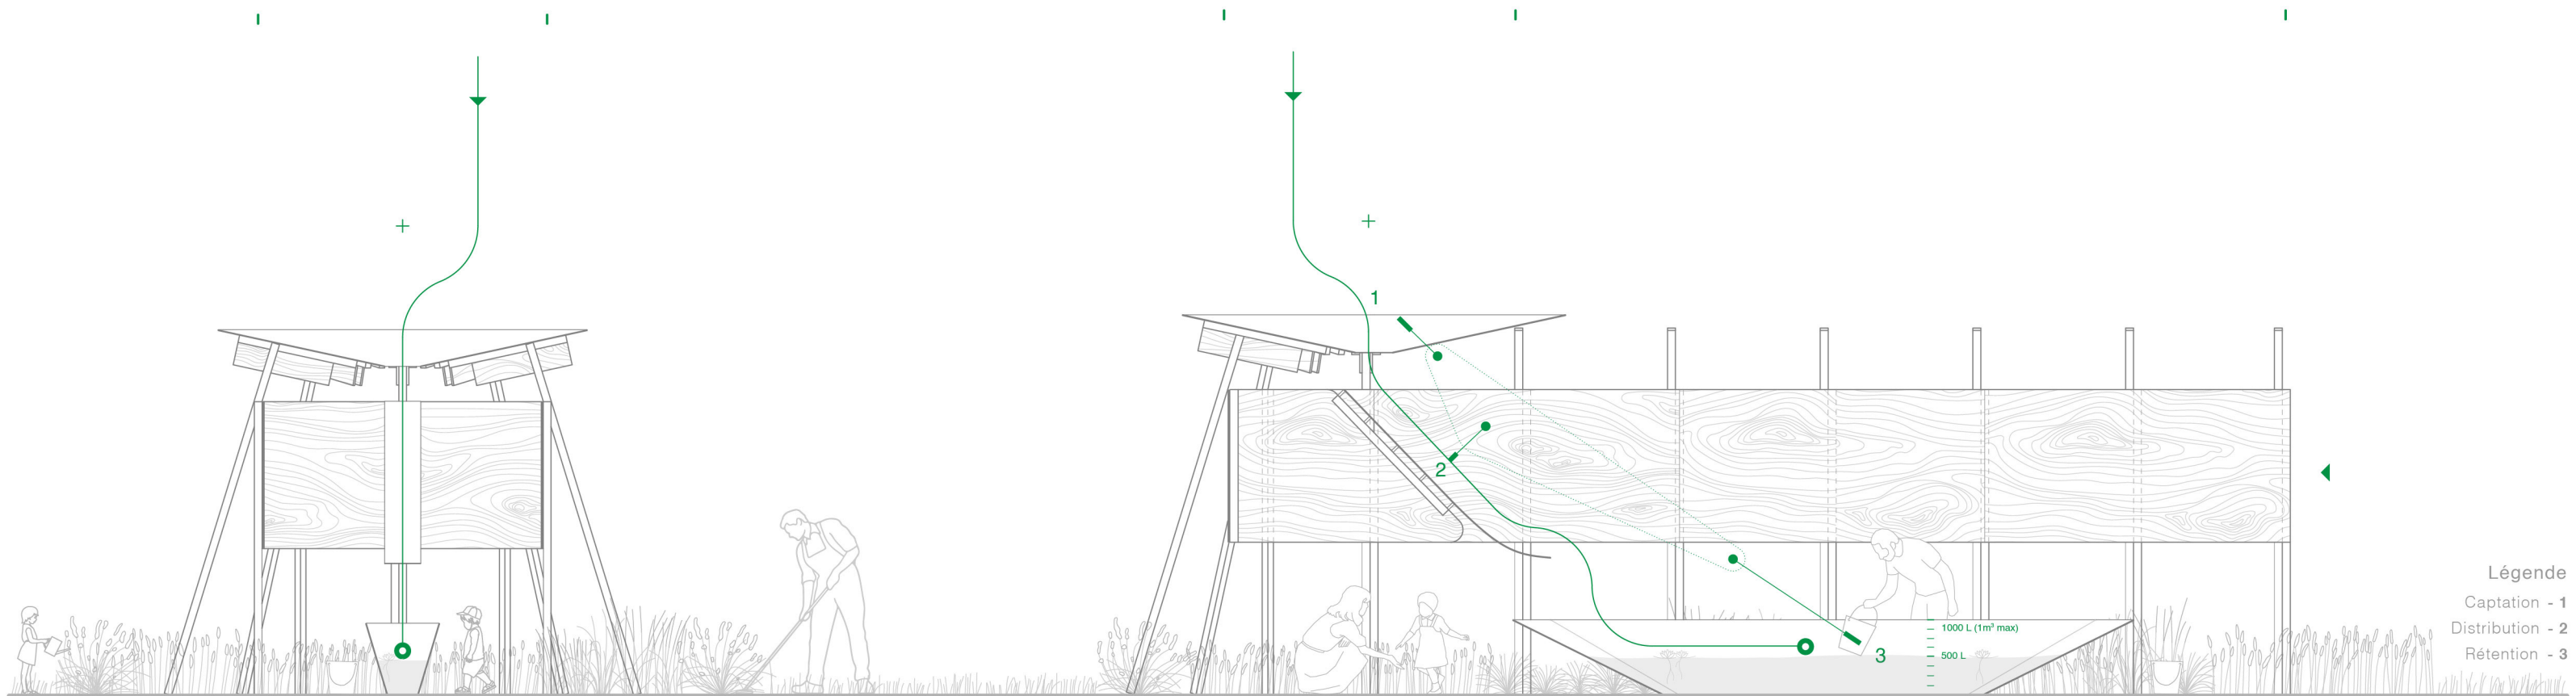 1
2
3
1000 L (1m³ max)
500 L
Légende
Captation - 1
Distribution - 2
Rétention - 3